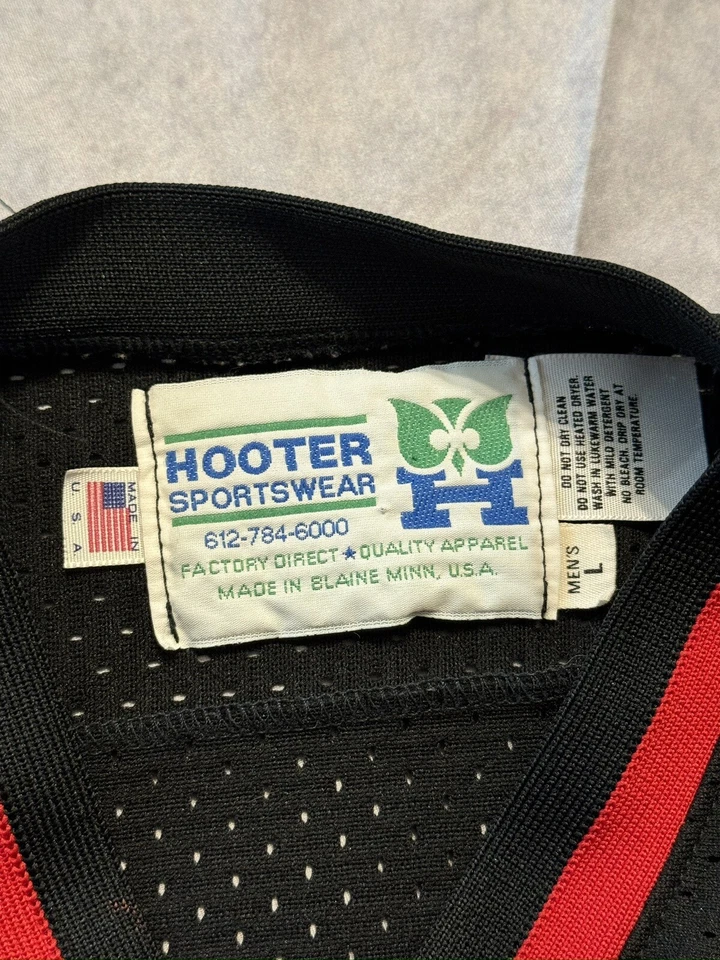 HOOTER
SPORTSWEAR
612-784-6000
FACTORY DIRECT ★ QUALITY APPAREL
MADE IN BLAINE MINN, U.S.A.
H
MADE IN
U.S.A
DO NOT DRY CLEAN
DO NOT USE HEATED DRYER,
WASH IN LUKEWARM WATER
WITH MILD DETERGENT
NO BLEACH. DRIP DRY AT
ROOM TEMPERATURE.
MEN'S
L